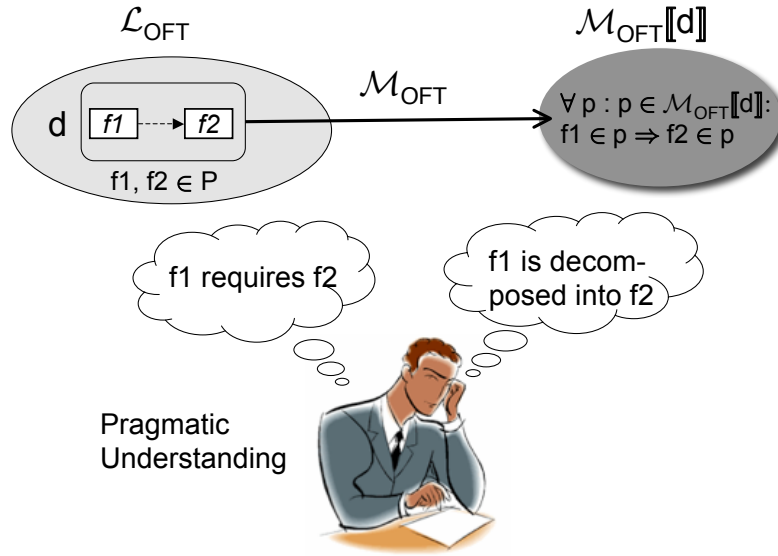 ℒOFT
ℳOFT⟦d⟧
ℳOFT
d
f1
f2
f1, f2 ∈ P
∀ p : p ∈ ℳOFT⟦d⟧:
f1 ∈ p ⇒ f2 ∈ p
f1 requires f2
f1 is decom-
posed into f2
Pragmatic
Understanding